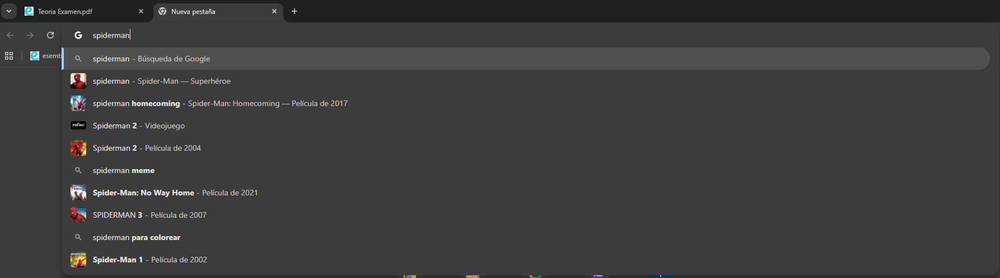 Teoria Examen.pdf
Nueva pestaña
spiderman
esemti
spiderman - Búsqueda de Google
spiderman - Spider-Man — Superhéroe
spiderman homecoming - Spider-Man: Homecoming — Película de 2017
Spiderman 2 - Videojuego
Spiderman 2 - Película de 2004
spiderman meme
Spider-Man: No Way Home - Película de 2021
SPIDERMAN 3 - Película de 2007
spiderman para colorear
Spider-Man 1 - Película de 2002